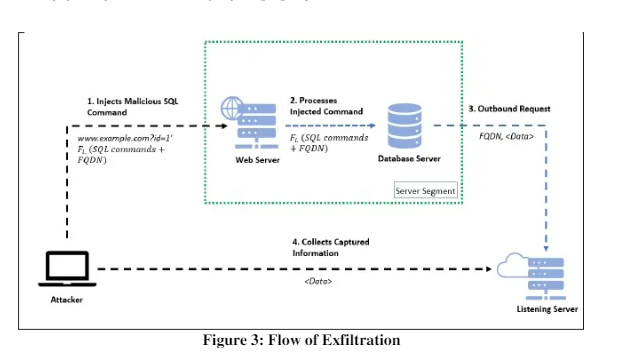 1. Injects Malicious SQL
Command
www.example.com?id=1'
F_L (SQL commands +
FQDN)
2. Processes
Injected Command
F_L (SQL commands
+ FQDN)
3. Outbound Request
FQDN, <Data>
Web Server
Database Server
Server Segment
4. Collects Captured
Information
<Data>
Attacker
Listening Server
Figure 3: Flow of Exfiltration